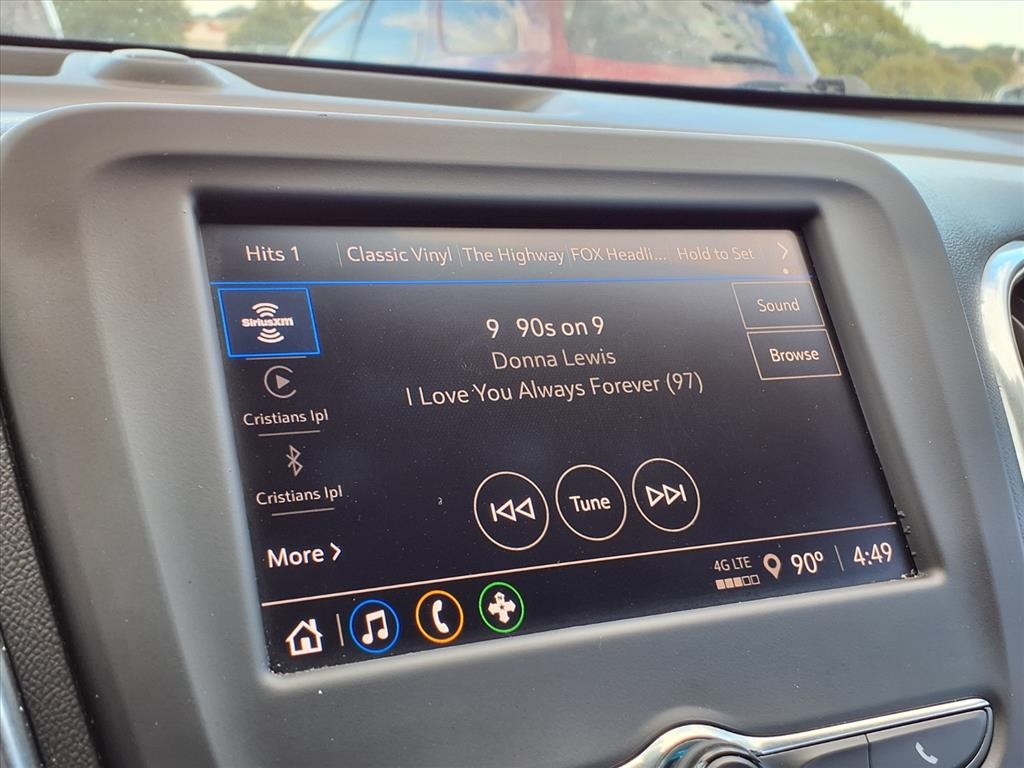 Hits 1 Classic Vinyl The Highway FOX Headli... Hold to Set
SiriusXM
9 90s on 9
Sound
Donna Lewis
Browse
I Love You Always Forever (97)
Cristians Ipl
Cristians Ipl
Tune
More
4G LTE 90° 4:49